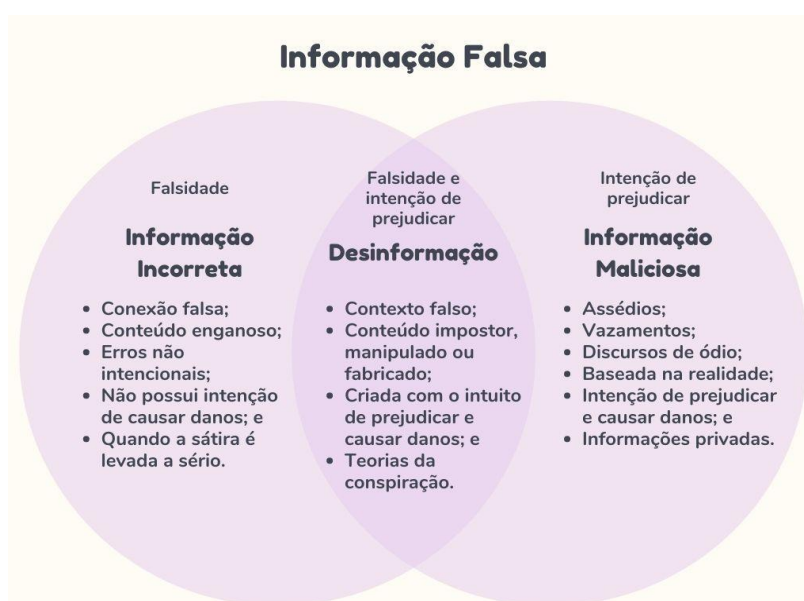 Informação Falsa
Falsidade
Informação
Incorreta
• Conexão falsa;
• Conteúdo enganoso;
• Erros não
intencionais;
• Não possui intenção
de causar danos; e
• Quando a sátira é
levada a sério.
Falsidade e
intenção de
prejudicar
Desinformação
• Contexto falso;
• Conteúdo impostor,
manipulado ou
fabricado;
• Criada com o intuito
de prejudicar e
causar danos; e
• Teorias da
conspiração.
Intenção de
prejudicar
Informação
Maliciosa
• Assédios;
• Vazamentos;
• Discursos de ódio;
• Baseada na realidade;
• Intenção de prejudicar
e causar danos; e
• Informações privadas.